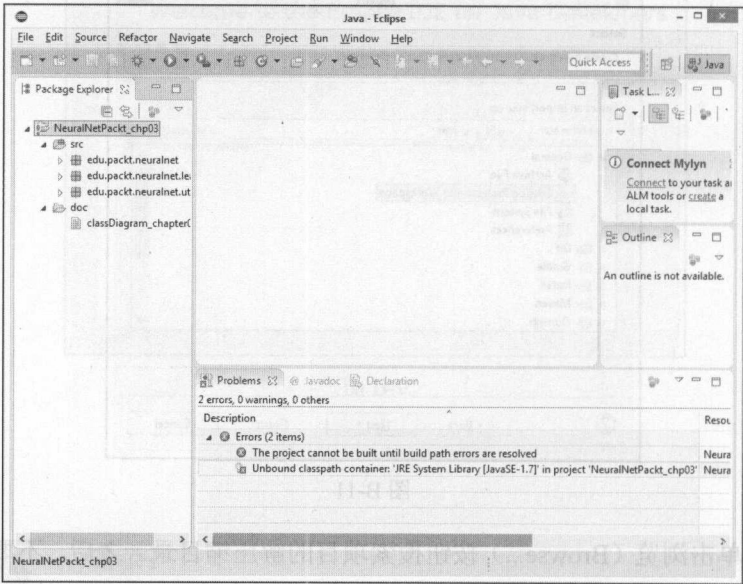 Java - Eclipse
File Edit Source Refactor Navigate Search Project Run Window Help
Quick Access
Java
Package Explorer
NeuralNetPackt_chp03
src
edu.packt.neuralnet
edu.packt.neuralnet.lea
edu.packt.neuralnet.ut
doc
classDiagram_chapter0
Task L...
Connect Mylyn
Connect to your task a
ALM tools or create a
local task.
Outline
An outline is not available.
Problems @ Javadoc Declaration
2 errors, 0 warnings, 0 others
Description Resou
Errors (2 items)
The project cannot be built until build path errors are resolved Neura
Unbound classpath container: 'JRE System Library [JavaSE-1.7]' in project 'NeuralNetPackt_chp03' Neura
NeuralNetPackt_chp03
图 B-11